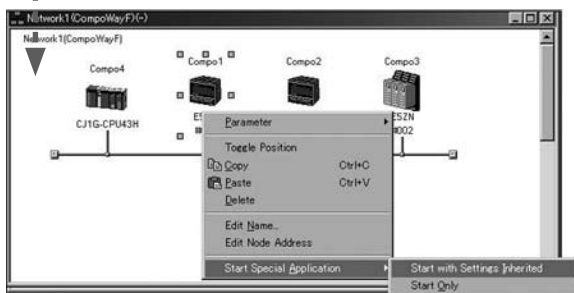 Network1(CompoWayF)(-)
Network1(CompoWayF)
Compo4
Compo1
Compo2
Compo3
CJ1G-CPU43H
ESZN
#002
Parameter
Toggle Position
Copy Ctrl+C
Paste Ctrl+V
Delete
Edit Name...
Edit Node Address
Start Special Application
Start with Settings Inherited
Start Only